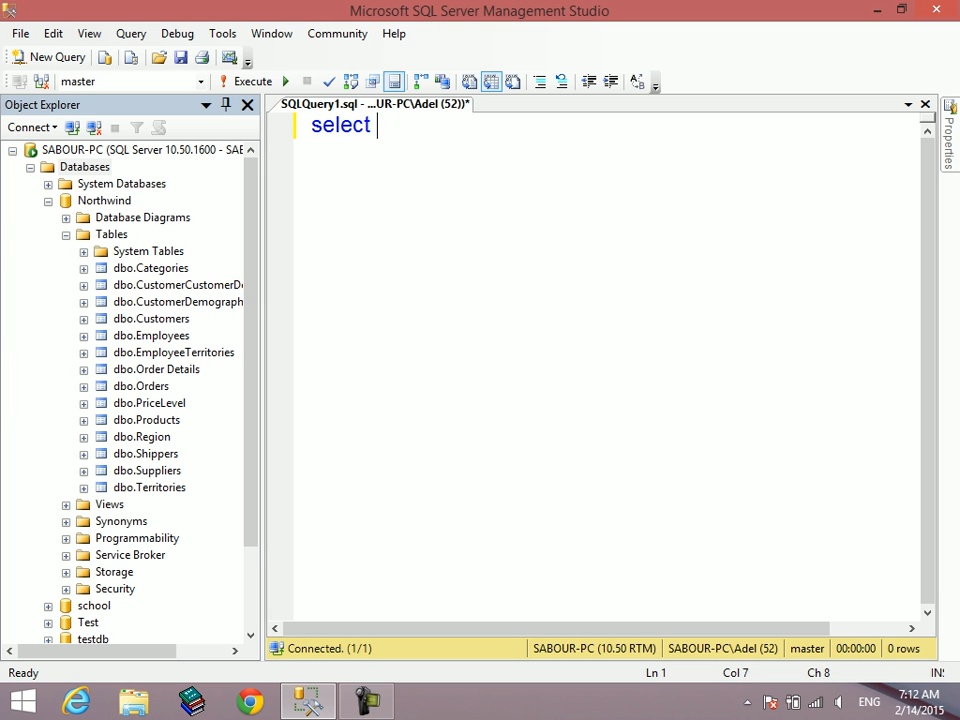 Microsoft SQL Server Management Studio
File Edit View Query Debug Tools Window Community Help
New Query
master Execute
Object Explorer
SQLQuery1.sql - ...UR-PC\Adel (52))*
Properties
Connect
select
SABOUR-PC (SQL Server 10.50.1600 - SAB
Databases
System Databases
Northwind
Database Diagrams
Tables
System Tables
dbo.Categories
dbo.CustomerCustomerDe
dbo.CustomerDemograph
dbo.Customers
dbo.Employees
dbo.EmployeeTerritories
dbo.Order Details
dbo.Orders
dbo.PriceLevel
dbo.Products
dbo.Region
dbo.Shippers
dbo.Suppliers
dbo.Territories
Views
Synonyms
Programmability
Service Broker
Storage
Security
school
Test
testdb
Connected. (1/1) SABOUR-PC (10.50 RTM) SABOUR-PC\Adel (52) master 00:00:00 0 rows
Ready Ln 1 Col 7 Ch 8 INS
ENG
7:12 AM
2/14/2015